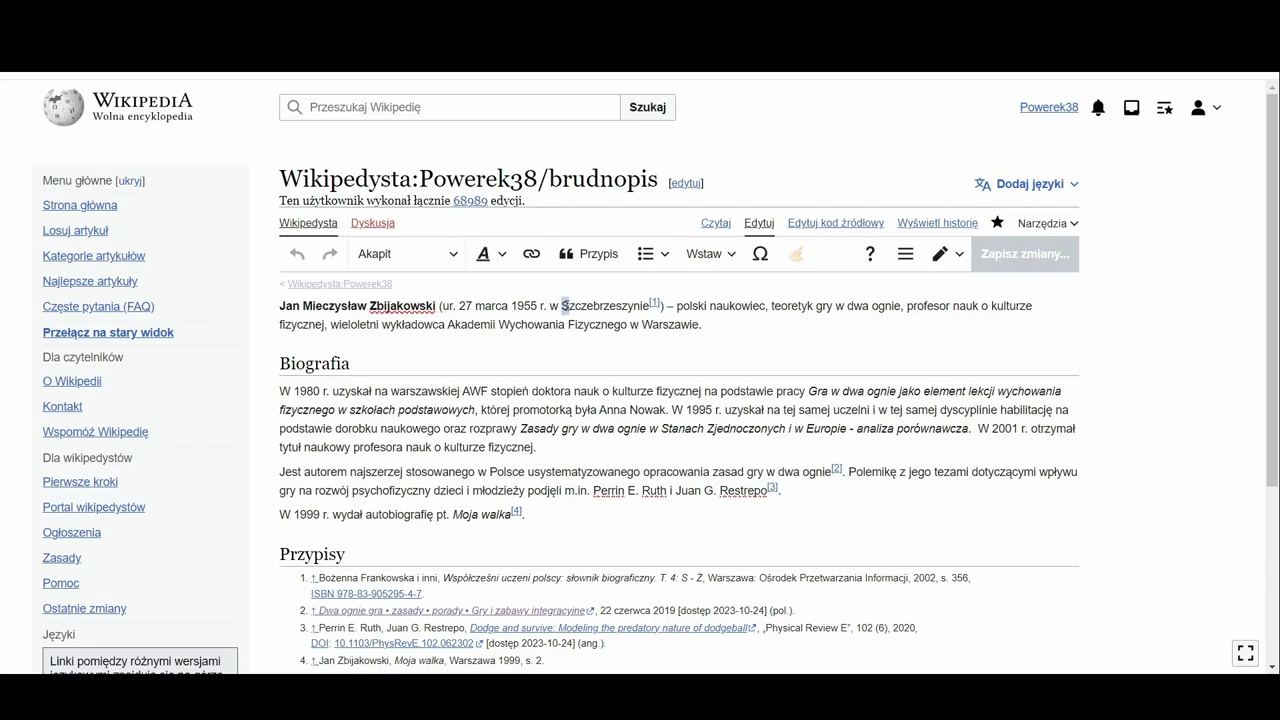 WIKIPEDIA
Wolna encyklopedia
Przeszukaj Wikipedię
Szukaj
Powerek38
Menu główne [ukryj]
Strona główna
Losuj artykuł
Kategorie artykułów
Najlepsze artykuły
Częste pytania (FAQ)
Przełącz na stary widok
Dla czytelników
O Wikipedii
Kontakt
Wspomóż Wikipedię
Dla wikipedystów
Pierwsze kroki
Portal wikipedystów
Ogłoszenia
Zasady
Pomoc
Ostatnie zmiany
Języki
Linki pomiędzy różnymi wersjami
Wikipedysta:Powerek38/brudnopis [edytuj]
Dodaj języki
Ten użytkownik wykonał łącznie 68989 edycji.
Wikipedysta Dyskusja Czytaj Edytuj Edytuj kod źródłowy Wyświetl historię Narzędzia
Akapit A Przypis Wstaw Ω ? Zapisz zmiany...
< Wikipedysta:Powerek38
Jan Mieczysław Zbijakowski (ur. 27 marca 1955 r. w Szczebrzeszynie[1]) – polski naukowiec, teoretyk gry w dwa ognie, profesor nauk o kulturze
fizycznej, wieloletni wykładowca Akademii Wychowania Fizycznego w Warszawie.
Biografia
W 1980 r. uzyskał na warszawskiej AWF stopień doktora nauk o kulturze fizycznej na podstawie pracy Gra w dwa ognie jako element lekcji wychowania
fizycznego w szkołach podstawowych, której promotorką była Anna Nowak. W 1995 r. uzyskał na tej samej uczelni i w tej samej dyscyplinie habilitację na
podstawie dorobku naukowego oraz rozprawy Zasady gry w dwa ognie w Stanach Zjednoczonych i w Europie - analiza porównawcza. W 2001 r. otrzymał
tytuł naukowy profesora nauk o kulturze fizycznej.
Jest autorem najszerzej stosowanego w Polsce usystematyzowanego opracowania zasad gry w dwa ognie[2]. Polemikę z jego tezami dotyczącymi wpływu
gry na rozwój psychofizyczny dzieci i młodzieży podjęli m.in. Perrin E. Ruth i Juan G. Restrepo[3].
W 1999 r. wydał autobiografię pt. Moja walka[4].
Przypisy
1. ↑ Bożenna Frankowska i inni, Współcześni uczeni polscy: słownik biograficzny. T. 4: S - Ż, Warszawa: Ośrodek Przetwarzania Informacji, 2002, s. 356,
ISBN 978-83-905295-4-7.
2. ↑ Dwa ognie gra • zasady • porady • Gry i zabawy integracyjne, 22 czerwca 2019 [dostęp 2023-10-24] (pol.).
3. ↑ Perrin E. Ruth, Juan G. Restrepo, Dodge and survive: Modeling the predatory nature of dodgeball, „Physical Review E”, 102 (6), 2020,
DOI: 10.1103/PhysRevE.102.062302 [dostęp 2023-10-24] (ang.).
4. ↑ Jan Zbijakowski, Moja walka, Warszawa 1999, s. 2.